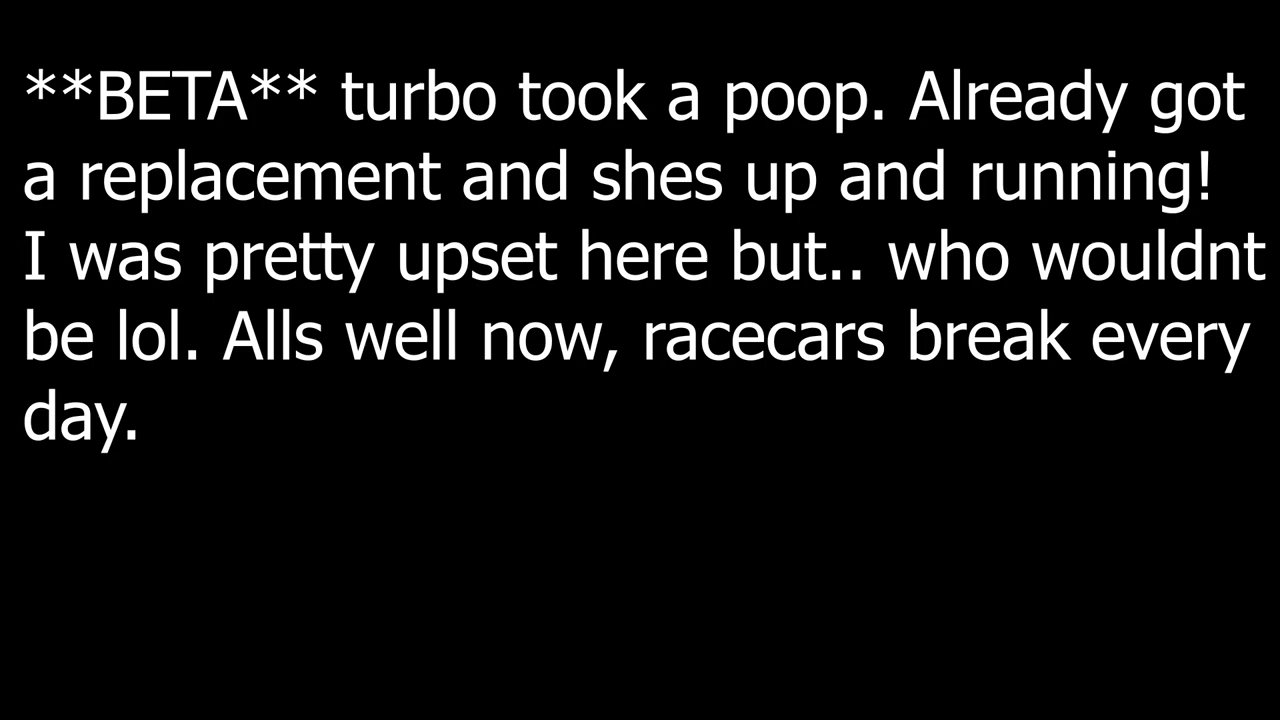 **BETA** turbo took a poop. Already got
a replacement and shes up and running!
I was pretty upset here but.. who wouldnt
be lol. Alls well now, racecars break every
day.